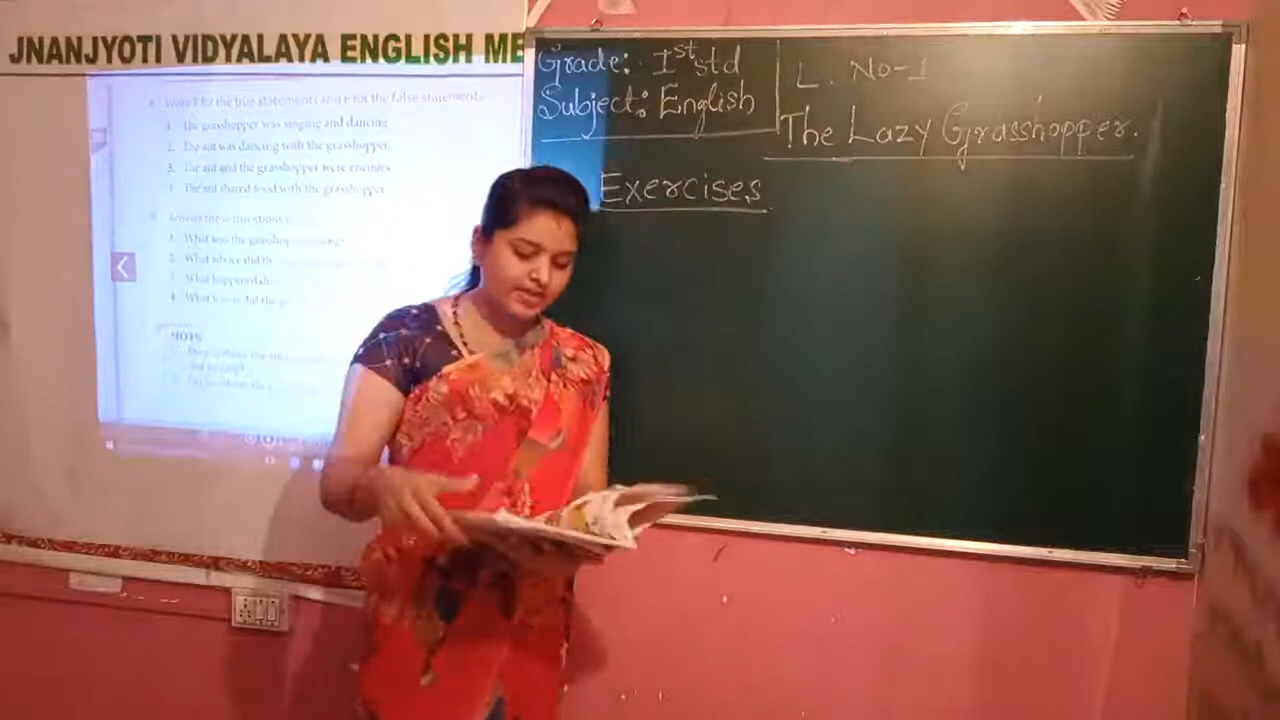 JNANJYOTI VIDYALAYA ENGLISH ME
Write T for the true statements and F for the false statements
1. The grasshopper was singing and dancing
2. The ant was dancing with the grasshopper.
3. The ant and the grasshopper were enemies
4. The ant shared food with the grasshopper
Answer these questions
1. What was the
2. What advice did th
3. What happened
4. What did the g
HOTS
Grade: Ist std
Subject: English
L. No-1
The Lazy Grasshopper.
Exercises